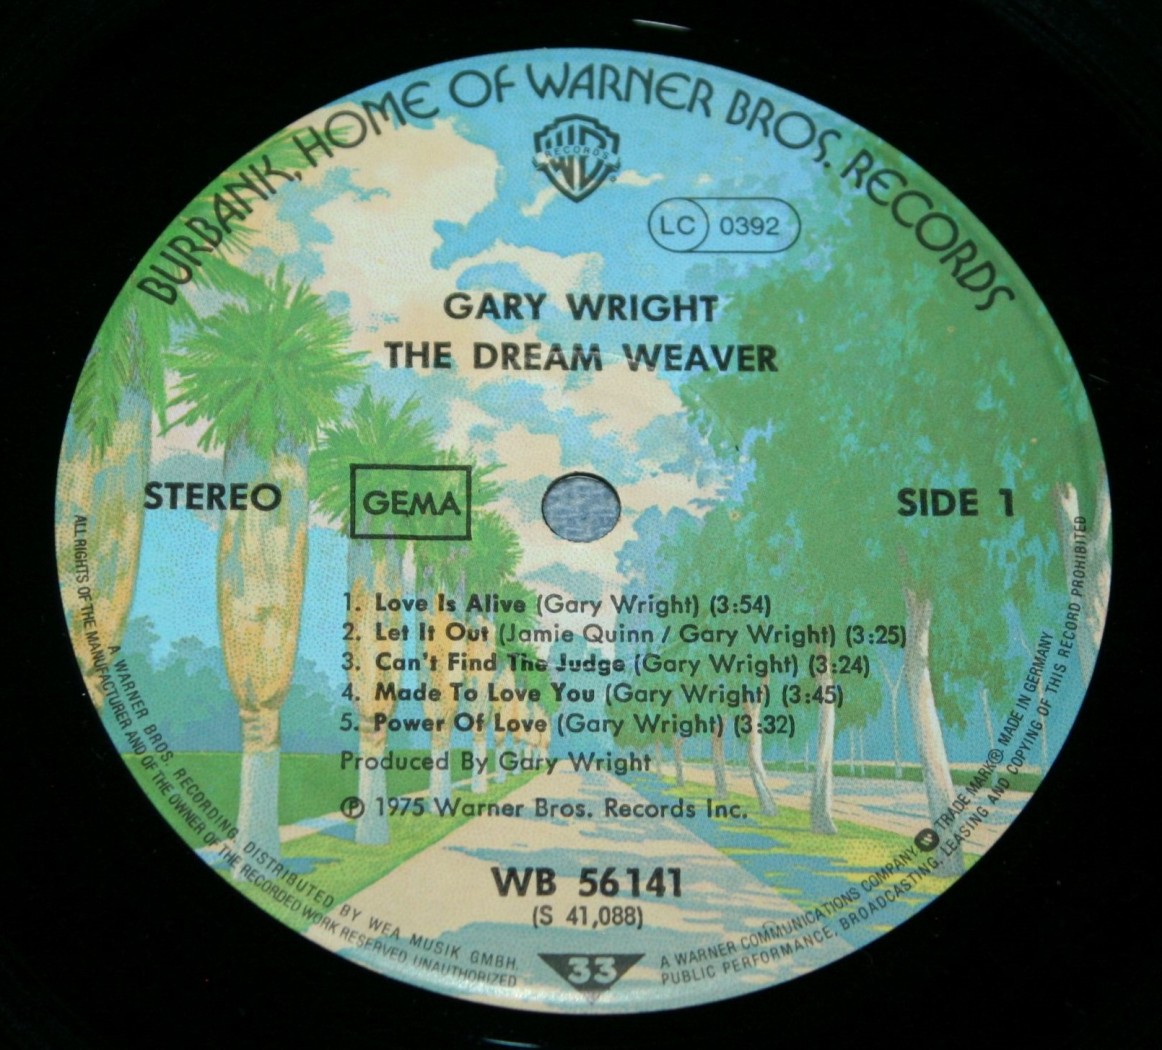 BURBANK, HOME OF WARNER BROS. RECORDS
RECORDS
LC 0392
GARY WRIGHT
THE DREAM WEAVER
STEREO
GEMA
SIDE 1
1. Love Is Alive (Gary Wright) (3:54)
2. Let It Out (Jamie Quinn / Gary Wright) (3:25)
3. Can't Find The Judge (Gary Wright) (3:24)
4. Made To Love You (Gary Wright) (3:45)
5. Power Of Love (Gary Wright) (3:32)
Produced By Gary Wright
Ⓟ 1975 Warner Bros. Records Inc.
WB 56 141
(S 41,088)
33
A WARNER BROS. RECORDING. DISTRIBUTED BY WEA MUSIK GMBH. A WARNER COMMUNICATIONS COMPANY. TRADE MARK® MADE IN GERMANY
ALL RIGHTS OF THE MANUFACTURER AND OF THE OWNER OF THE RECORDED WORK RESERVED UNAUTHORIZED PUBLIC PERFORMANCE, BROADCASTING, LEASING AND COPYING OF THIS RECORD PROHIBITED